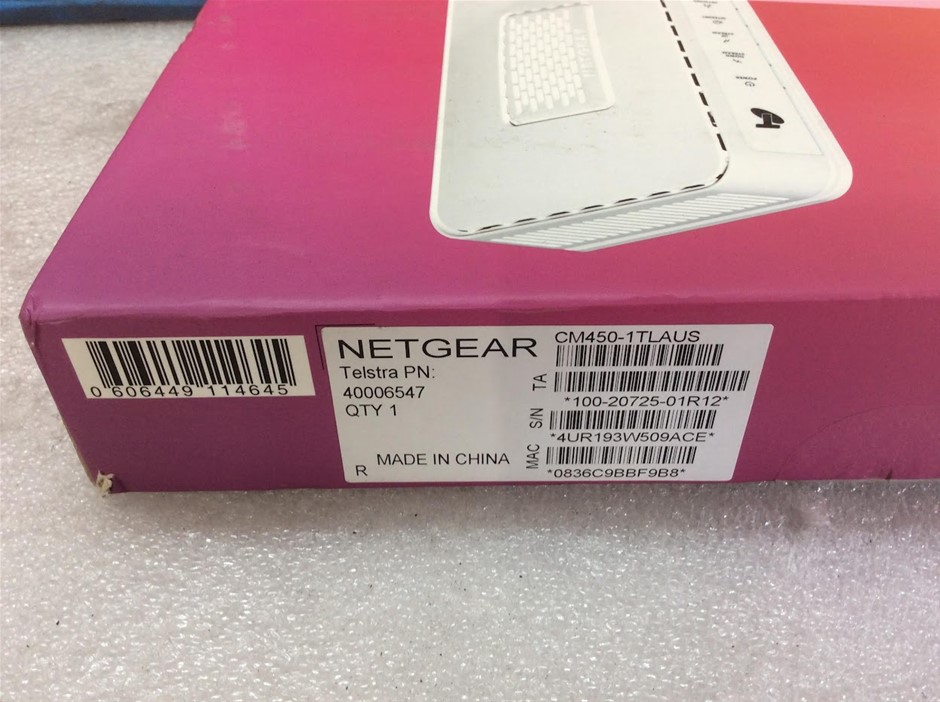 0 606449 114645
NETGEAR
Telstra PN:
40006547
QTY 1
R
MADE IN CHINA
CM450-1TLAUS
TA
*100-20725-01R12*
S/N
*4UR193W509ACE*
MAC
*0836C9BBF9B8*
POWER